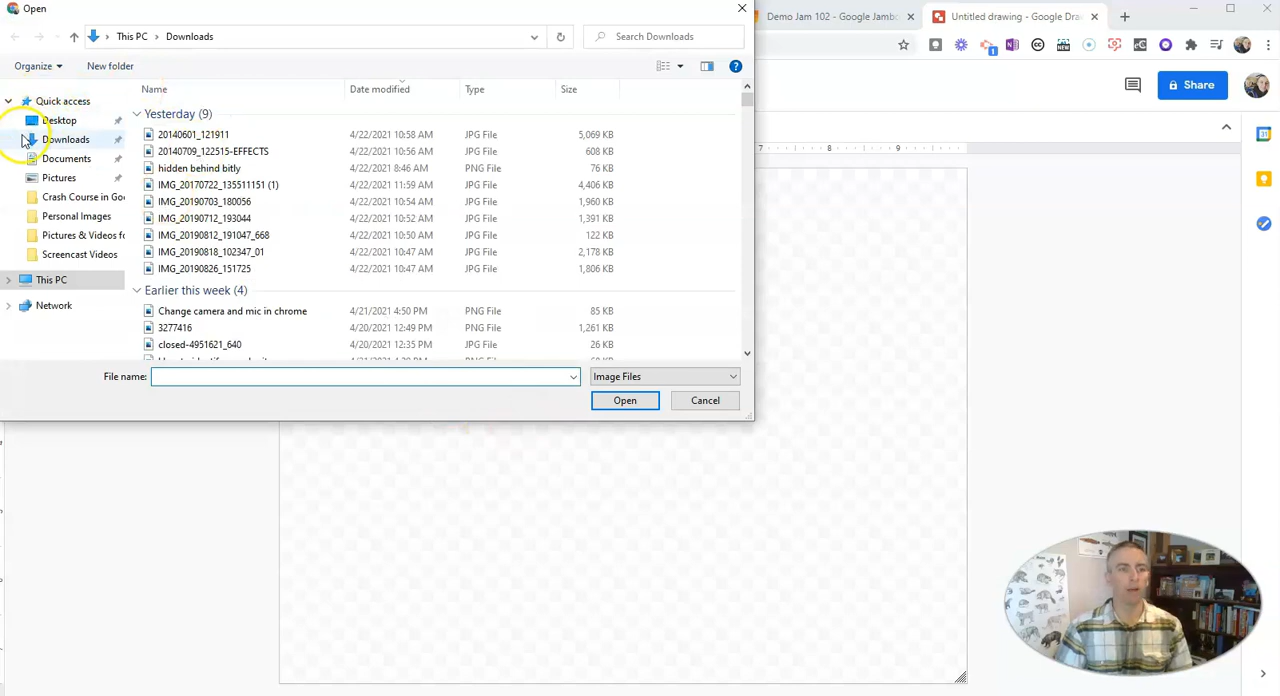 Open
Demo Jam 102 - Google Jambo
Untitled drawing - Google Dra
This PC > Downloads
Search Downloads
Organize
New folder
Share
Name
Date modified
Type
Size
Quick access
Desktop
Downloads
Documents
Pictures
Crash Course in Goo
Personal Images
Pictures & Videos fo
Screencast Videos
This PC
Network
Yesterday (9)
20140601_121911 4/22/2021 10:58 AM JPG File 5,069 KB
20140709_122515-EFFECTS 4/22/2021 10:56 AM JPG File 608 KB
hidden behind bitly 4/22/2021 8:46 AM PNG File 76 KB
IMG_20170722_135511151 (1) 4/22/2021 11:59 AM JPG File 4,406 KB
IMG_20190703_180056 4/22/2021 10:54 AM JPG File 1,960 KB
IMG_20190712_193044 4/22/2021 10:52 AM JPG File 1,391 KB
IMG_20190812_191047_668 4/22/2021 10:50 AM JPG File 122 KB
IMG_20190818_102347_01 4/22/2021 10:47 AM JPG File 2,178 KB
IMG_20190826_151725 4/22/2021 10:47 AM JPG File 1,806 KB
Earlier this week (4)
Change camera and mic in chrome 4/21/2021 4:50 PM PNG File 85 KB
3277416 4/20/2021 12:49 PM PNG File 1,261 KB
closed-4951621_640 4/20/2021 12:35 PM JPG File 26 KB
File name:
Image Files
Open
Cancel
7 8 9